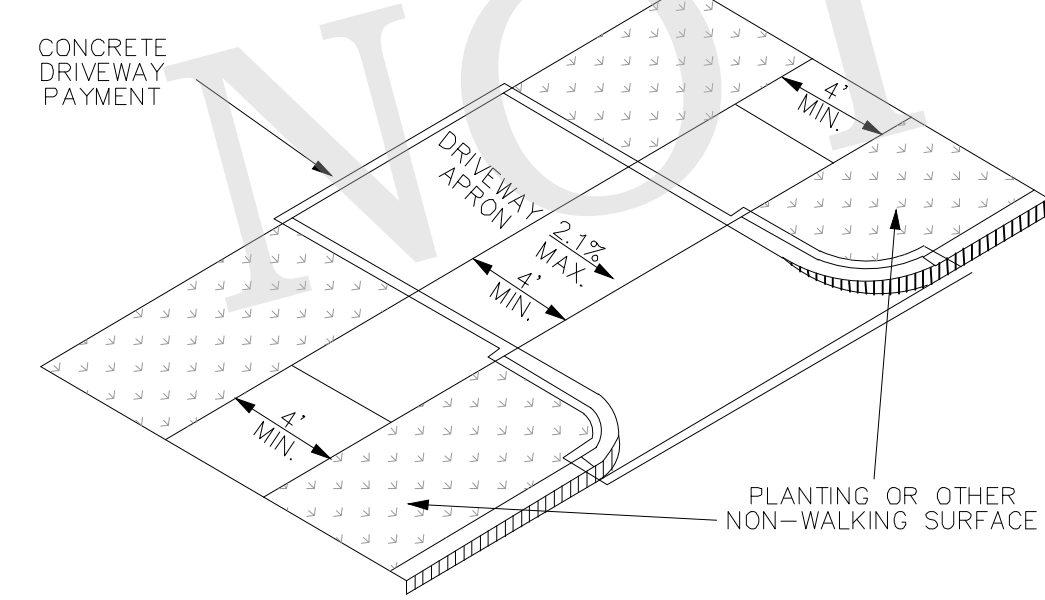 CONCRETE
DRIVEWAY
PAYMENT
NOT
4'
MIN.
DRIVEWAY
APRON
2.1%
MAX.
4'
MIN.
4'
MIN.
PLANTING OR OTHER
NON-WALKING SURFACE